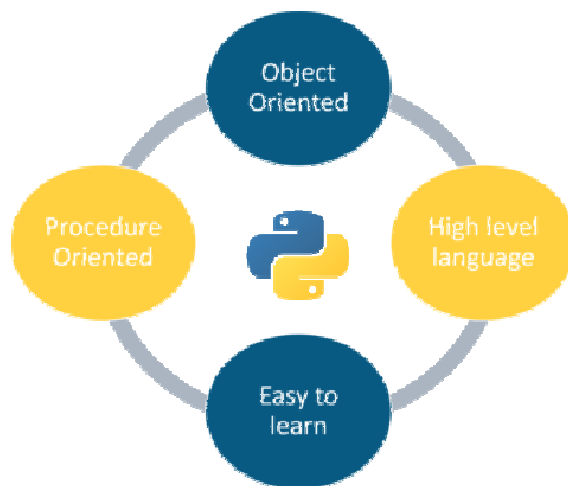 Object
Oriented
Procedure
Oriented
High level
language
Easy to
learn